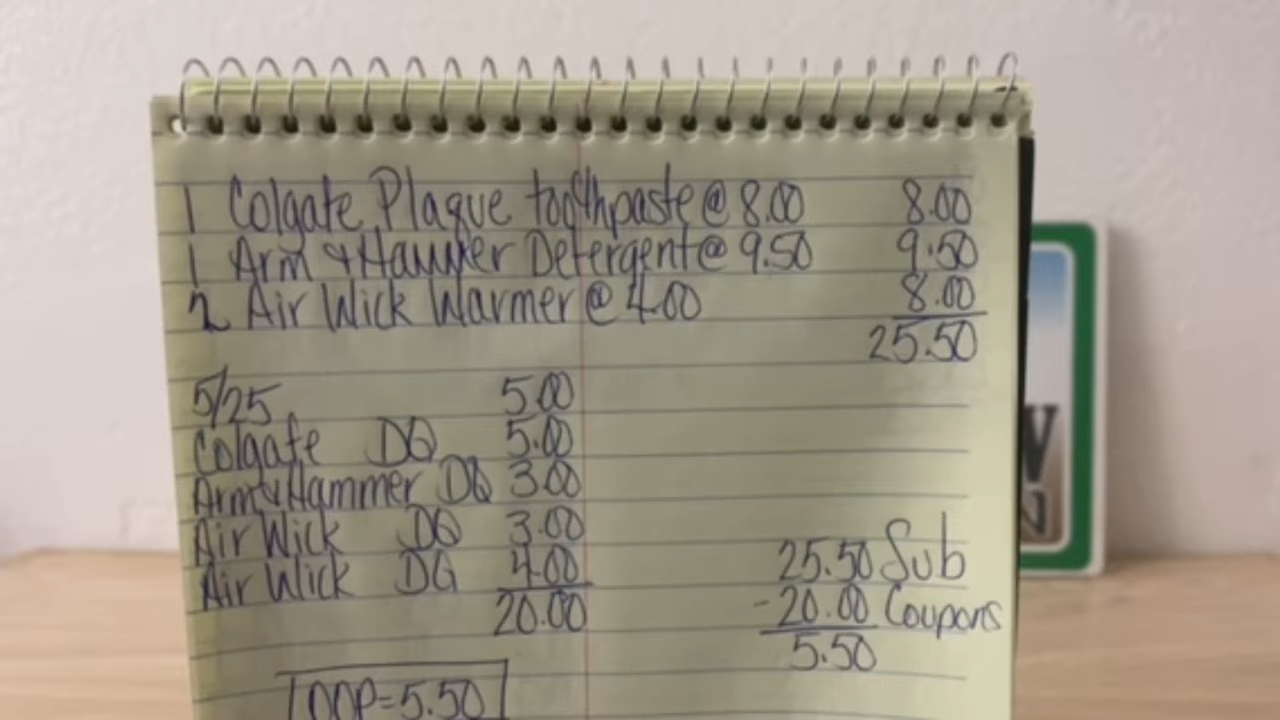 1 Colgate Plaque toothpaste @ 8.00 8.00
1 Arm & Hammer Detergent @ 9.50 9.50
2 Air Wick Warmer @ 4.00 8.00
25.50
5/25 5.00
Colgate DG 5.00
Arm & Hammer DG 3.00
Air Wick DG 3.00
Air Wick DG 4.00
20.00
25.50 Sub
- 20.00 Coupons
5.50
OOP=5.50